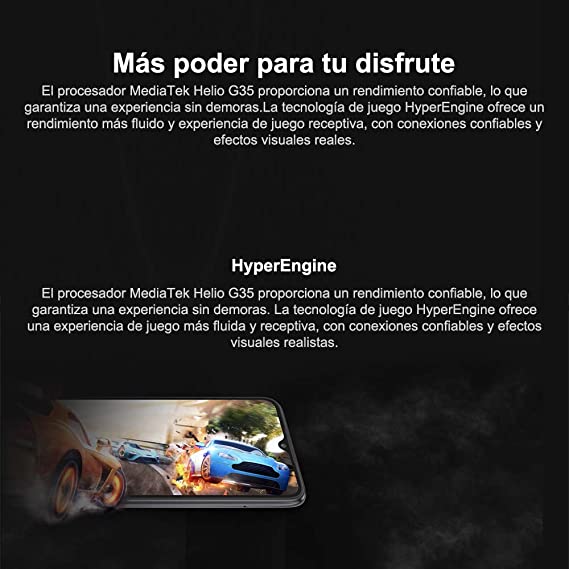 Más poder para tu disfrute
El procesador MediaTek Helio G35 proporciona un rendimiento confiable, lo que
garantiza una experiencia sin demoras.La tecnología de juego HyperEngine ofrece un
rendimiento más fluido y experiencia de juego receptiva, con conexiones confiables y
efectos visuales reales.
HyperEngine
El procesador MediaTek Helio G35 proporciona un rendimiento confiable, lo que
garantiza una experiencia sin demoras. La tecnología de juego HyperEngine ofrece
una experiencia de juego más fluida y receptiva, con conexiones confiables y efectos
visuales realistas.